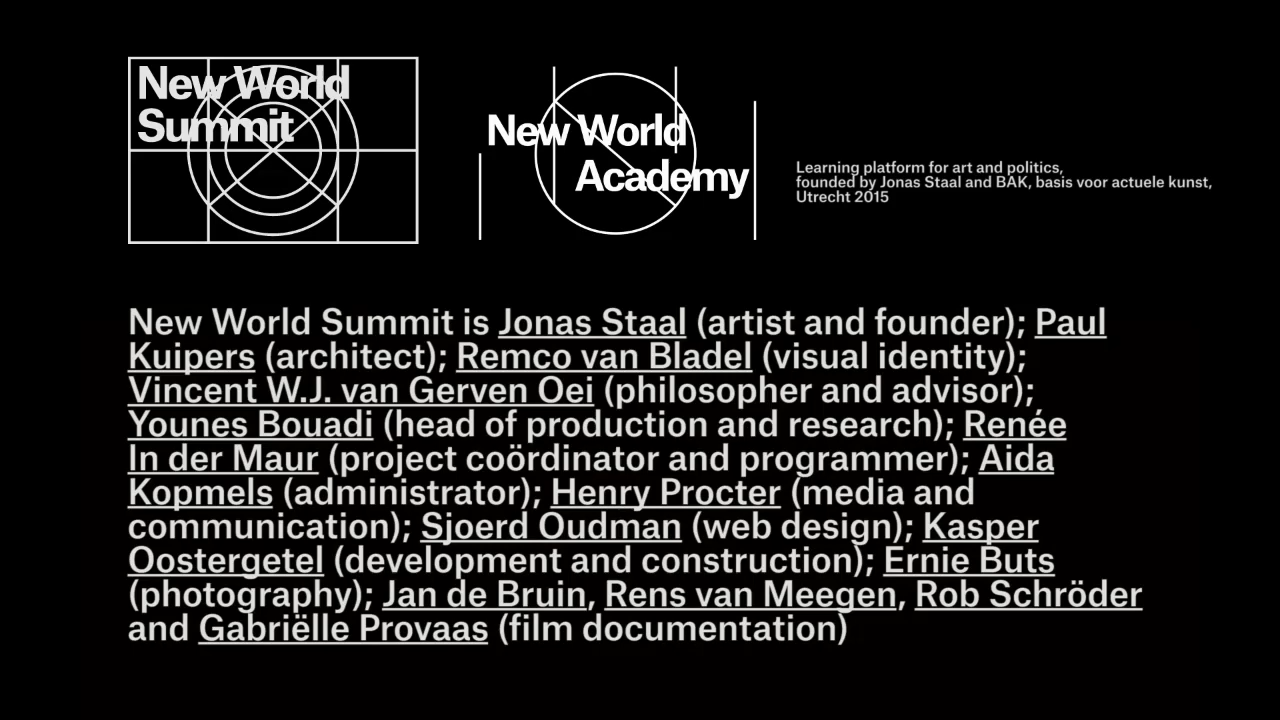 New World
Summit
New World
Academy
Learning platform for art and politics,
founded by Jonas Staal and BAK, basis voor actuele kunst,
Utrecht 2015
New World Summit is Jonas Staal (artist and founder); Paul
Kuipers (architect); Remco van Bladel (visual identity);
Vincent W.J. van Gerven Oei (philosopher and advisor);
Younes Bouadi (head of production and research); Renée
In der Maur (project coördinator and programmer); Aida
Kopmels (administrator); Henry Procter (media and
communication); Sjoerd Oudman (web design); Kasper
Oostergetel (development and construction); Ernie Buts
(photography); Jan de Bruin, Rens van Meegen, Rob Schröder
and Gabriëlle Provaas (film documentation)